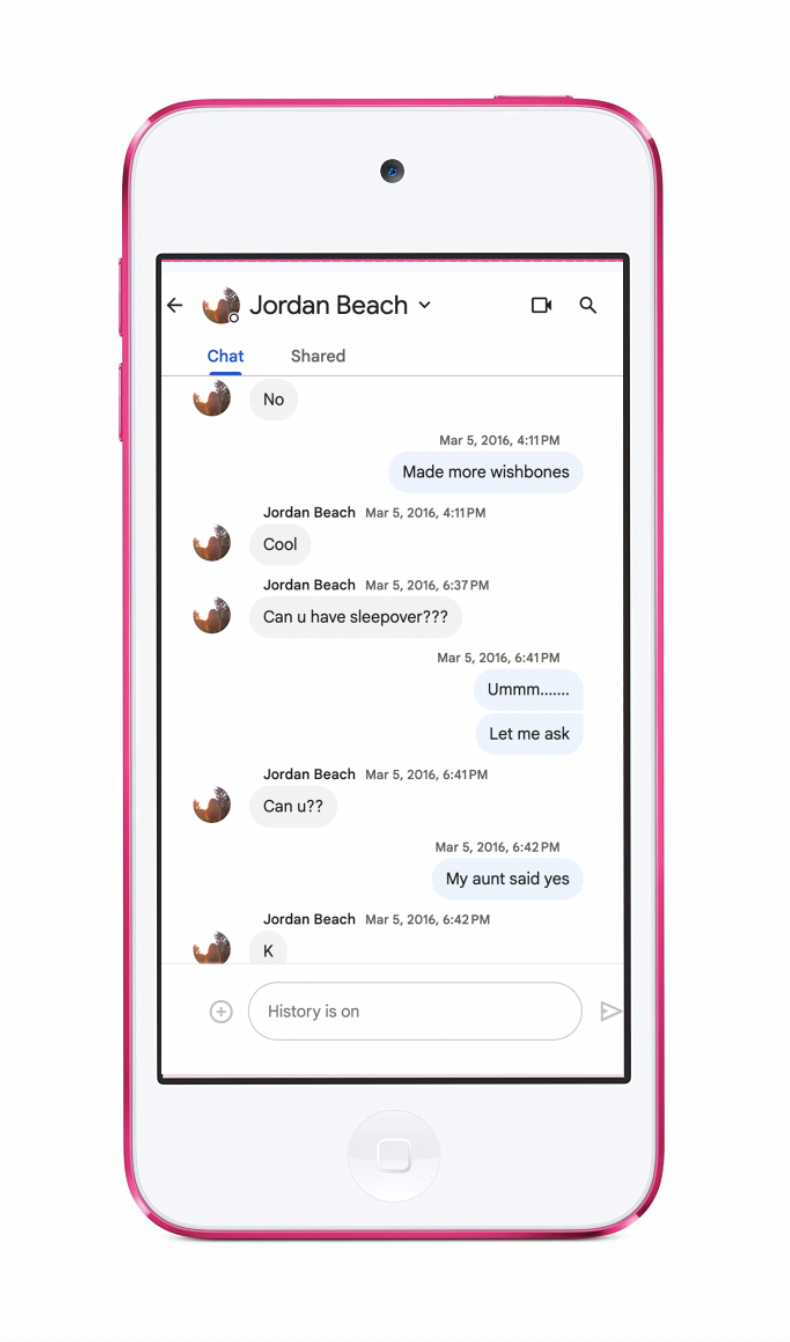 Jordan Beach
Chat Shared
No
Mar 5, 2016, 4:11 PM
Made more wishbones
Jordan Beach Mar 5, 2016, 4:11 PM
Cool
Jordan Beach Mar 5, 2016, 6:37 PM
Can u have sleepover???
Mar 5, 2016, 6:41 PM
Ummm.......
Let me ask
Jordan Beach Mar 5, 2016, 6:41 PM
Can u??
Mar 5, 2016, 6:42 PM
My aunt said yes
Jordan Beach Mar 5, 2016, 6:42 PM
K
History is on